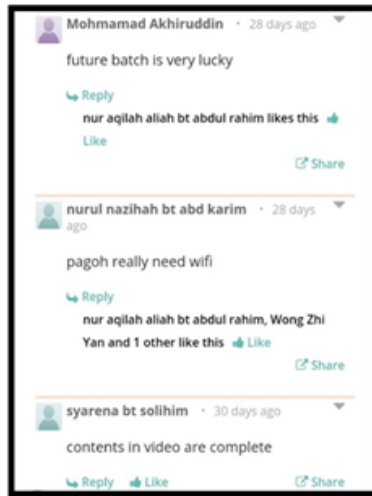 Mohmamad Akhiruddin • 28 days ago
future batch is very lucky
Reply
nur aqilah aliah bt abdul rahim likes this
Like
Share
nurul nazihah bt abd karim • 28 days
ago
pagoh really need wifi
Reply
nur aqilah aliah bt abdul rahim, Wong Zhi
Yan and 1 other like this Like
Share
syarena bt solihim • 30 days ago
contents in video are complete
Reply Like Share